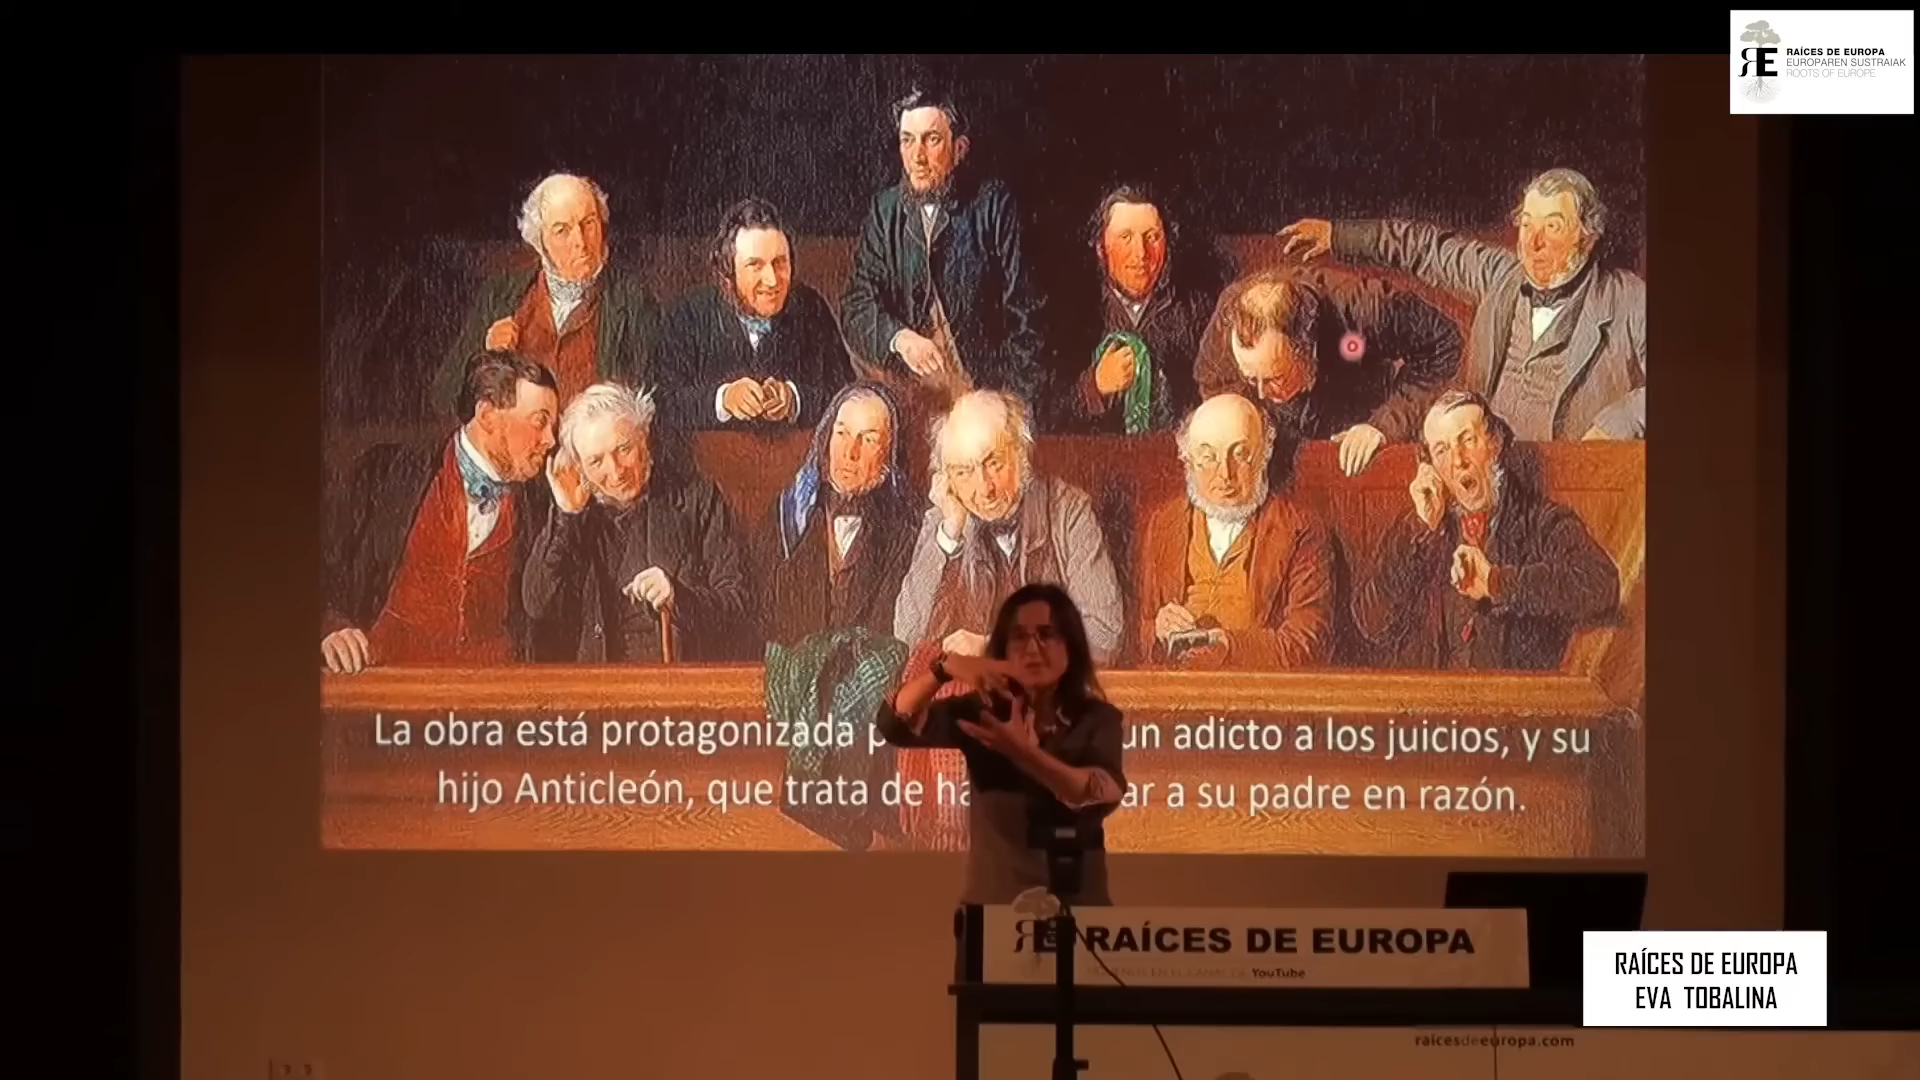 RAÍCES DE EUROPA
EUROPAREN SUSTRAIAK
ROOTS OF EUROPE
La obra está protagonizada p un adicto a los juicios, y su
hijo Anticleón, que trata de ha ar a su padre en razón.
RE RAÍCES DE EUROPA
YouTube
RAÍCES DE EUROPA
EVA TOBALINA
raicesdeeuropa.com